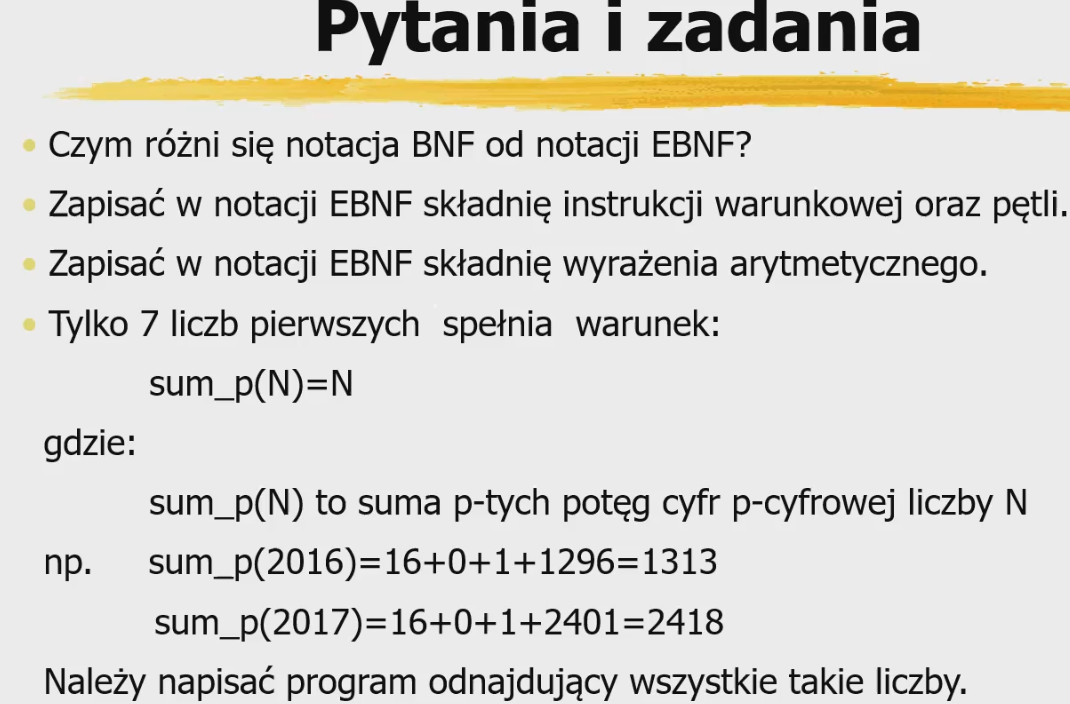 Pytania i zadania
Czym różni się notacja BNF od notacji EBNF?
Zapisać w notacji EBNF składnię instrukcji warunkowej oraz pętli.
Zapisać w notacji EBNF składnię wyrażenia arytmetycznego.
Tylko 7 liczb pierwszych spełnia warunek:
sum_p(N)=N
gdzie:
sum_p(N) to suma p-tych potęg cyfr p-cyfrowej liczby N
np. sum_p(2016)=16+0+1+1296=1313
sum_p(2017)=16+0+1+2401=2418
Należy napisać program odnajdujący wszystkie takie liczby.